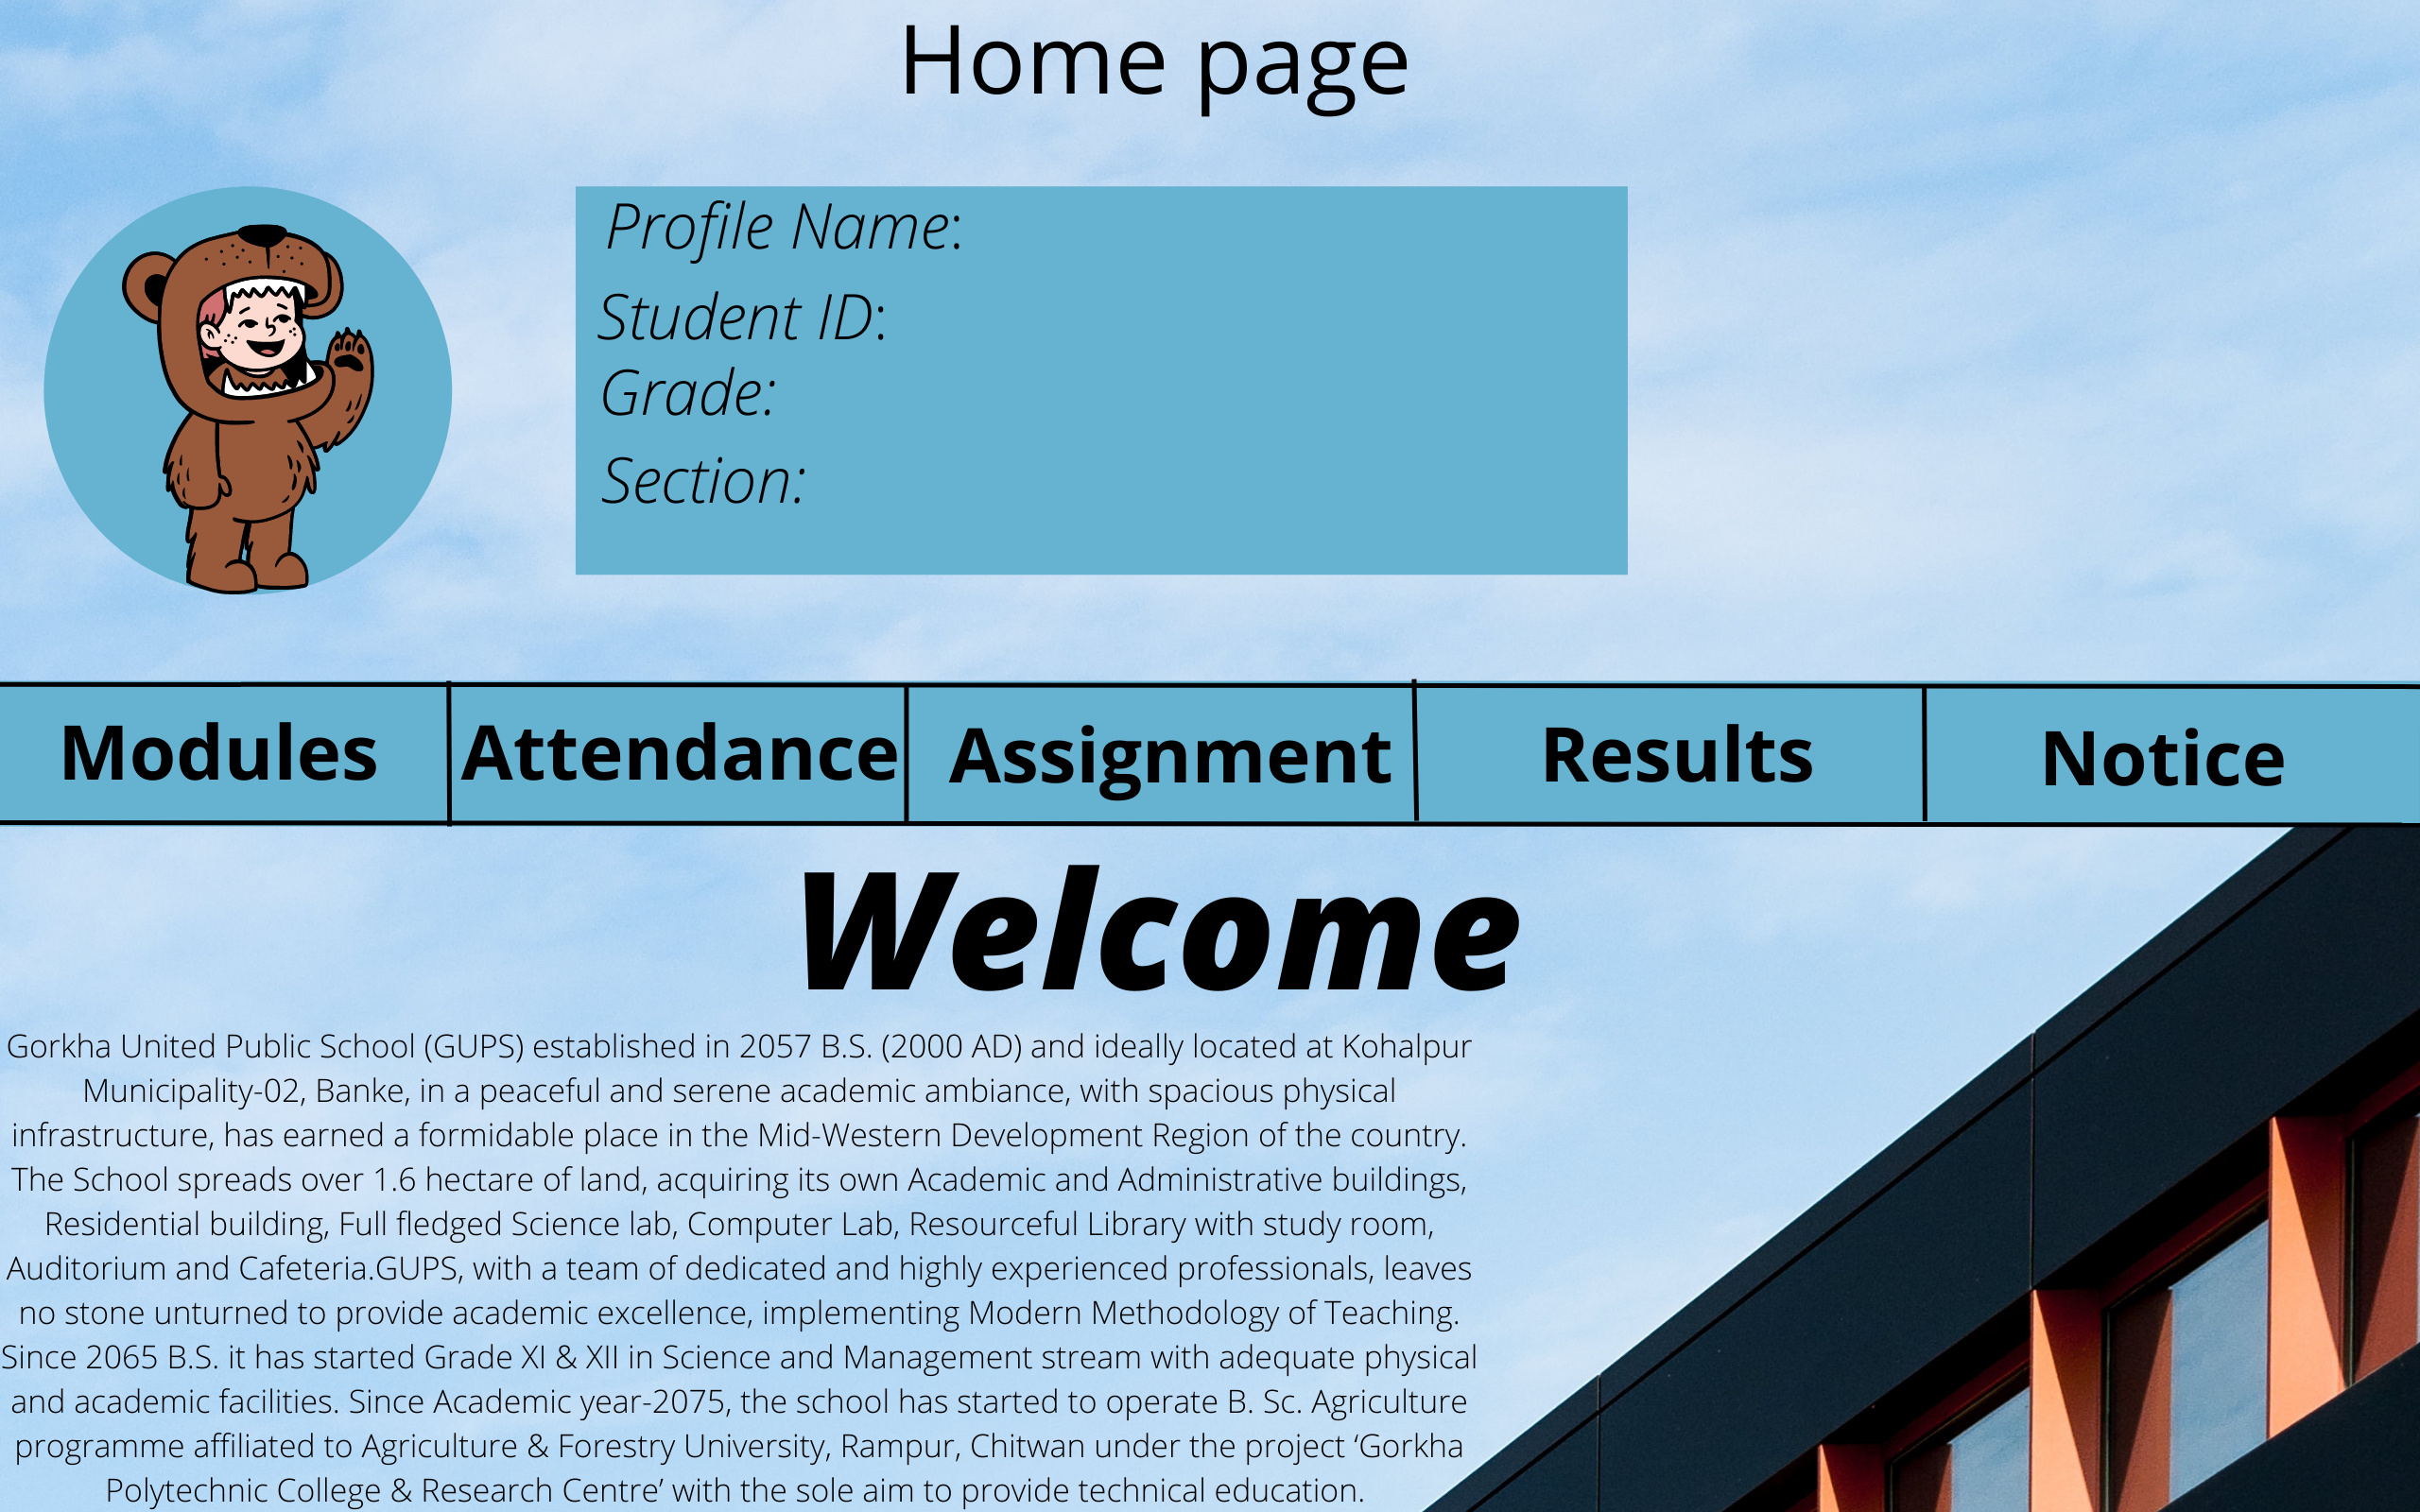 Home page
Profile Name:
Student ID:
Grade:
Section:
Modules Attendance Assignment Results Notice
Welcome
Gorkha United Public School (GUPS) established in 2057 B.S. (2000 AD) and ideally located at Kohalpur
Municipality-02, Banke, in a peaceful and serene academic ambiance, with spacious physical
infrastructure, has earned a formidable place in the Mid-Western Development Region of the country.
The School spreads over 1.6 hectare of land, acquiring its own Academic and Administrative buildings,
Residential building, Full fledged Science lab, Computer Lab, Resourceful Library with study room,
Auditorium and Cafeteria.GUPS, with a team of dedicated and highly experienced professionals, leaves
no stone unturned to provide academic excellence, implementing Modern Methodology of Teaching.
Since 2065 B.S. it has started Grade XI & XII in Science and Management stream with adequate physical
and academic facilities. Since Academic year-2075, the school has started to operate B. Sc. Agriculture
programme affiliated to Agriculture & Forestry University, Rampur, Chitwan under the project ‘Gorkha
Polytechnic College & Research Centre’ with the sole aim to provide technical education.